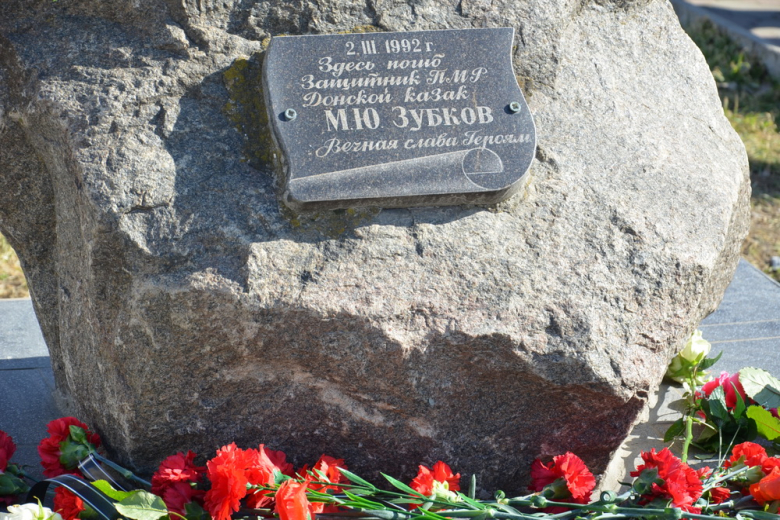 2.III 1992 г
Здесь погиб
Защитник ПМР
Донской казак
М.Ю Зубков
Вечная слава Героям